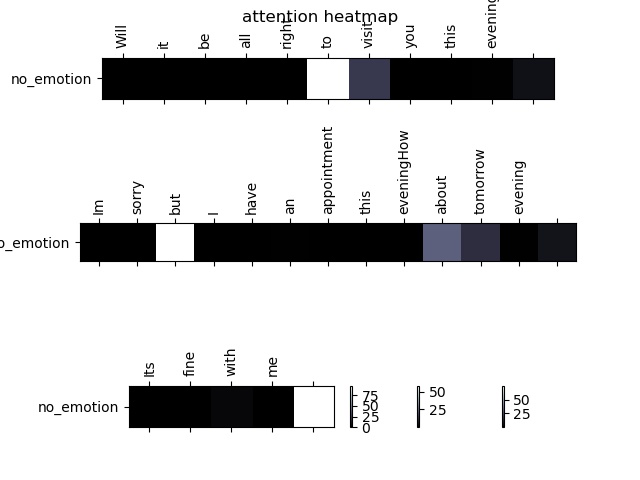 attention heatmap
Will it be all right to visit you this evening
no_emotion
Im sorry but I have an appointment this eveningHow about tomorrow evening
o_emotion
Its fine with me
no_emotion
75
50
25
0
50
25
50
25